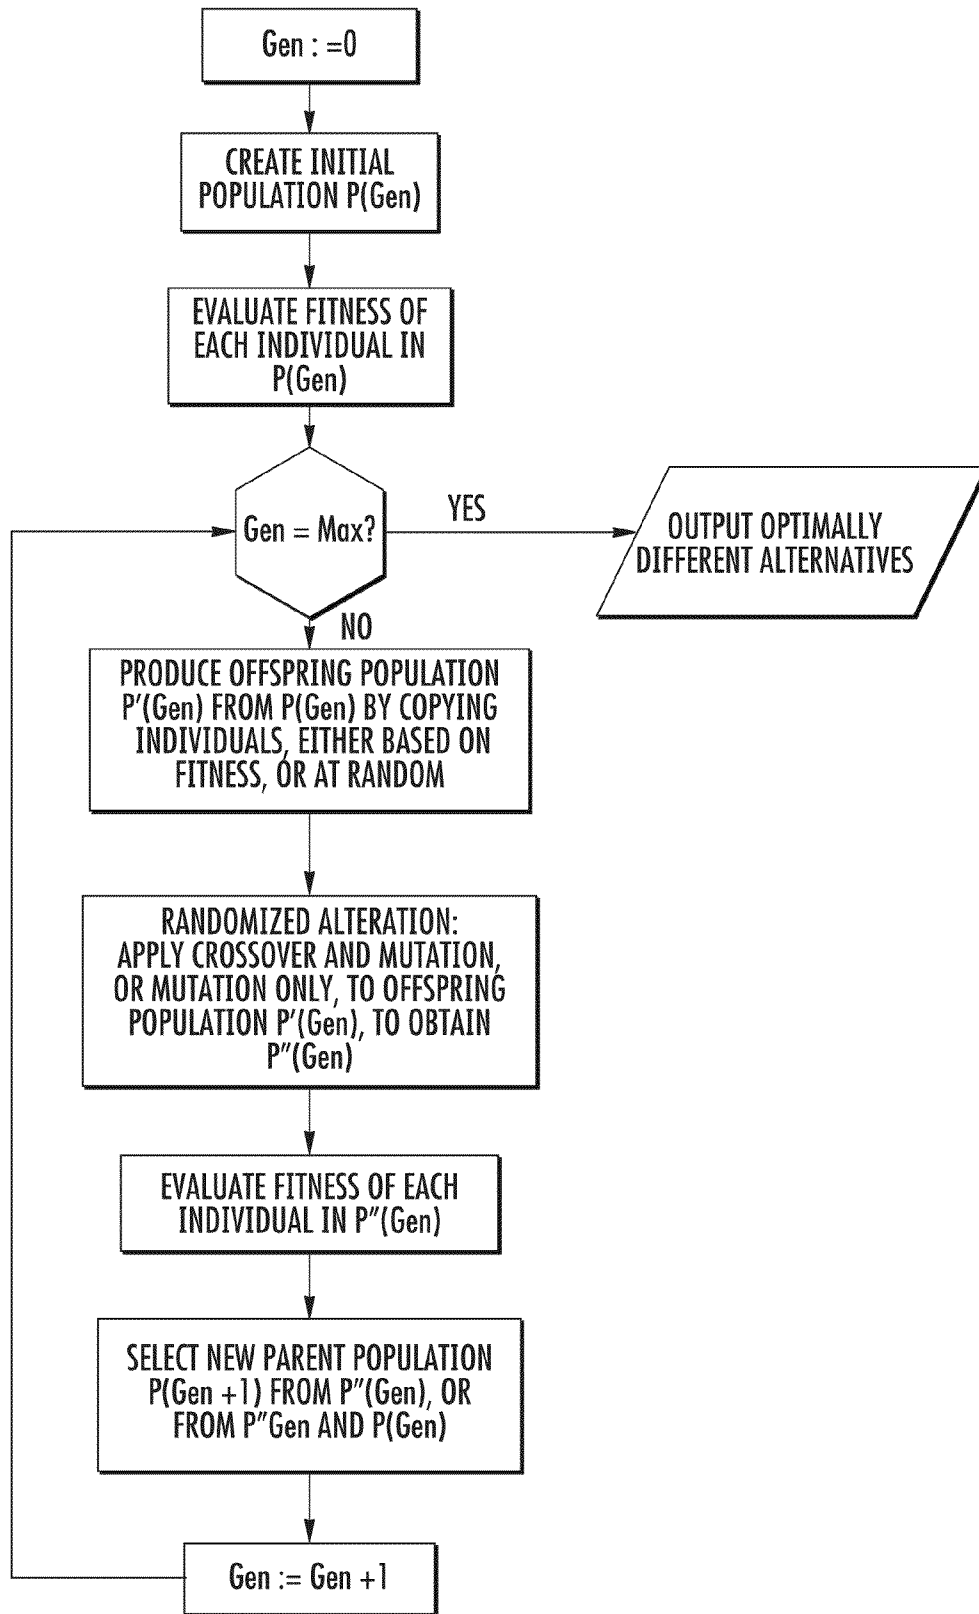 Gen : =0
CREATE INITIAL
POPULATION P(Gen)
EVALUATE FITNESS OF
EACH INDIVIDUAL IN
P(Gen)
Gen = Max?
YES
OUTPUT OPTIMALLY
DIFFERENT ALTERNATIVES
NO
PRODUCE OFFSPRING POPULATION
P'(Gen) FROM P(Gen) BY COPYING
INDIVIDUALS, EITHER BASED ON
FITNESS, OR AT RANDOM
RANDOMIZED ALTERATION:
APPLY CROSSOVER AND MUTATION,
OR MUTATION ONLY, TO OFFSPRING
POPULATION P'(Gen), TO OBTAIN
P"(Gen)
EVALUATE FITNESS OF EACH
INDIVIDUAL IN P"(Gen)
SELECT NEW PARENT POPULATION
P(Gen +1) FROM P"(Gen), OR
FROM P"Gen AND P(Gen)
Gen := Gen +1